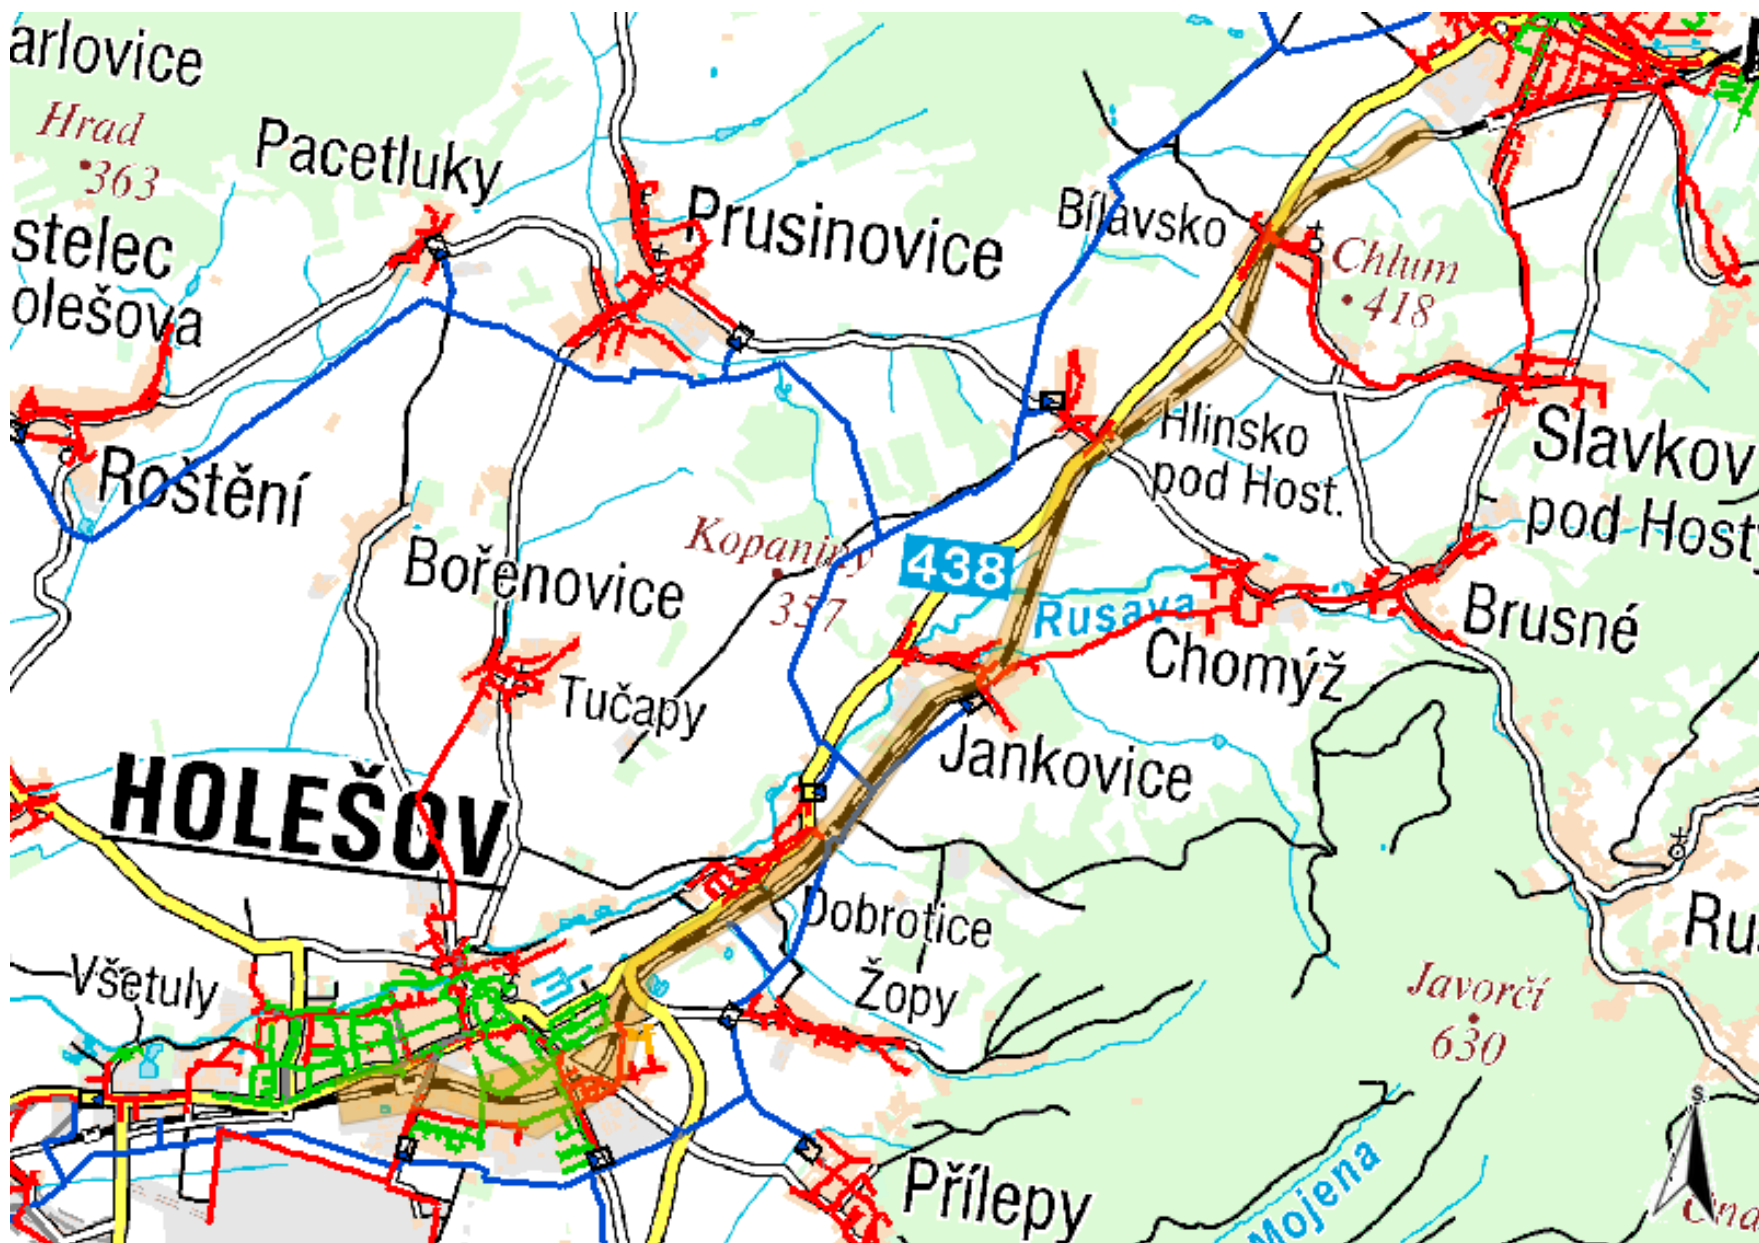 arlovice
Hrad
363
Pacetluky
Prusinovice
Bílavsko
stelec
olešova
Chlum
418
Roštění
Hlinsko
pod Host.
Slavkov
pod Hosty
Kopaniny
357
438
Bořenovice
Rusava
Brusné
Chomýž
Tučapy
Jankovice
HOLEŠOV
Dobrotice
Ru
Všetuly
Žopy
Javorčí
630
S
Přílepy
Mojena